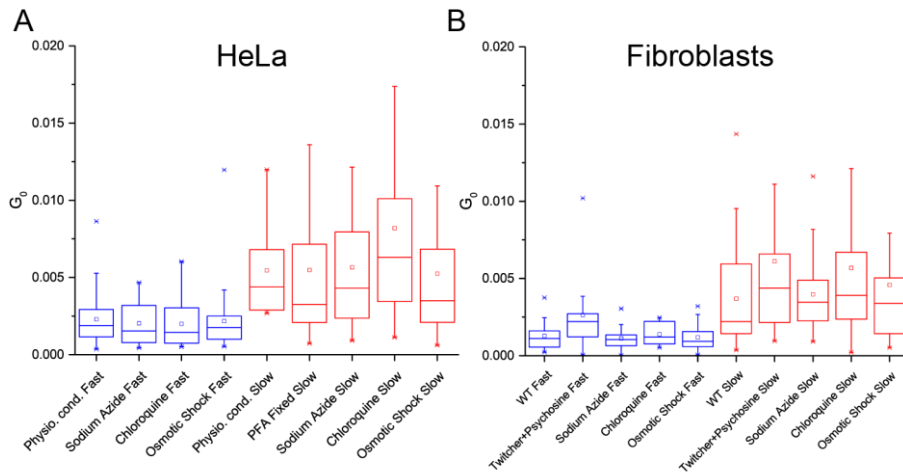 A
HeLa
G0
0.020
0.015
0.010
0.005
0.000
Physio. cond. Fast
Sodium Azide Fast
Chloroquine Fast
Osmotic Shock Fast
Physio. cond. Slow
PFA Fixed Slow
Sodium Azide Slow
Chloroquine Slow
Osmotic Shock Slow
B
Fibroblasts
G0
0.020
0.015
0.010
0.005
0.000
WT Fast
Twitcher+Psychosine Fast
Sodium Azide Fast
Chloroquine Fast
Osmotic Shock Fast
WT Slow
Twitcher+Psychosine Slow
Sodium Azide Slow
Chloroquine Slow
Osmotic Shock Slow